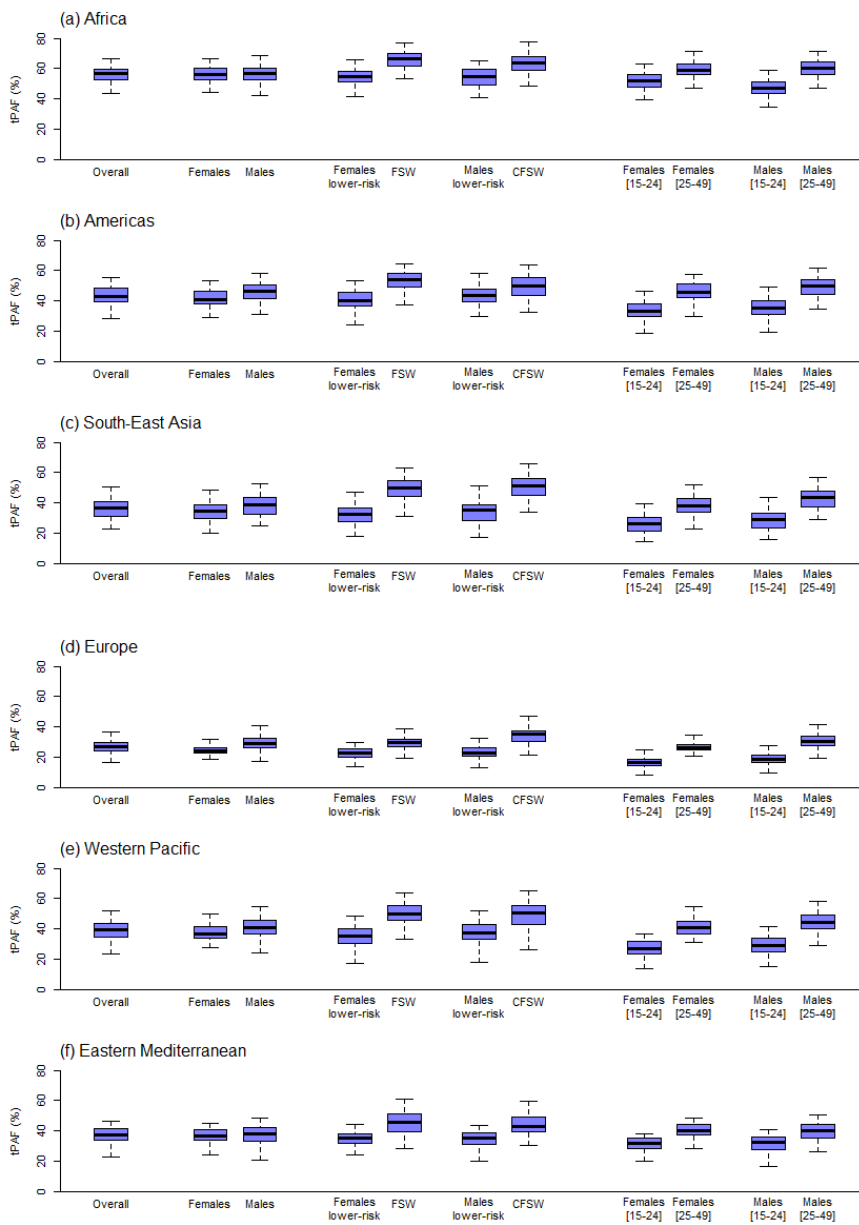 (a) Africa
80
60
40
20
0
tPAF (%)
Overall Females Males Females FSW Males CFSW Females Females Males Males
lower-risk lower-risk [15-24] [25-49] [15-24] [25-49]
(b) Americas
80
60
40
20
0
tPAF (%)
Overall Females Males Females FSW Males CFSW Females Females Males Males
lower-risk lower-risk [15-24] [25-49] [15-24] [25-49]
(c) South-East Asia
80
60
40
20
0
tPAF (%)
Overall Females Males Females FSW Males CFSW Females Females Males Males
lower-risk lower-risk [15-24] [25-49] [15-24] [25-49]
(d) Europe
80
60
40
20
0
tPAF (%)
Overall Females Males Females FSW Males CFSW Females Females Males Males
lower-risk lower-risk [15-24] [25-49] [15-24] [25-49]
(e) Western Pacific
80
60
40
20
0
tPAF (%)
Overall Females Males Females FSW Males CFSW Females Females Males Males
lower-risk lower-risk [15-24] [25-49] [15-24] [25-49]
(f) Eastern Mediterranean
80
60
40
20
0
tPAF (%)
Overall Females Males Females FSW Males CFSW Females Females Males Males
lower-risk lower-risk [15-24] [25-49] [15-24] [25-49]